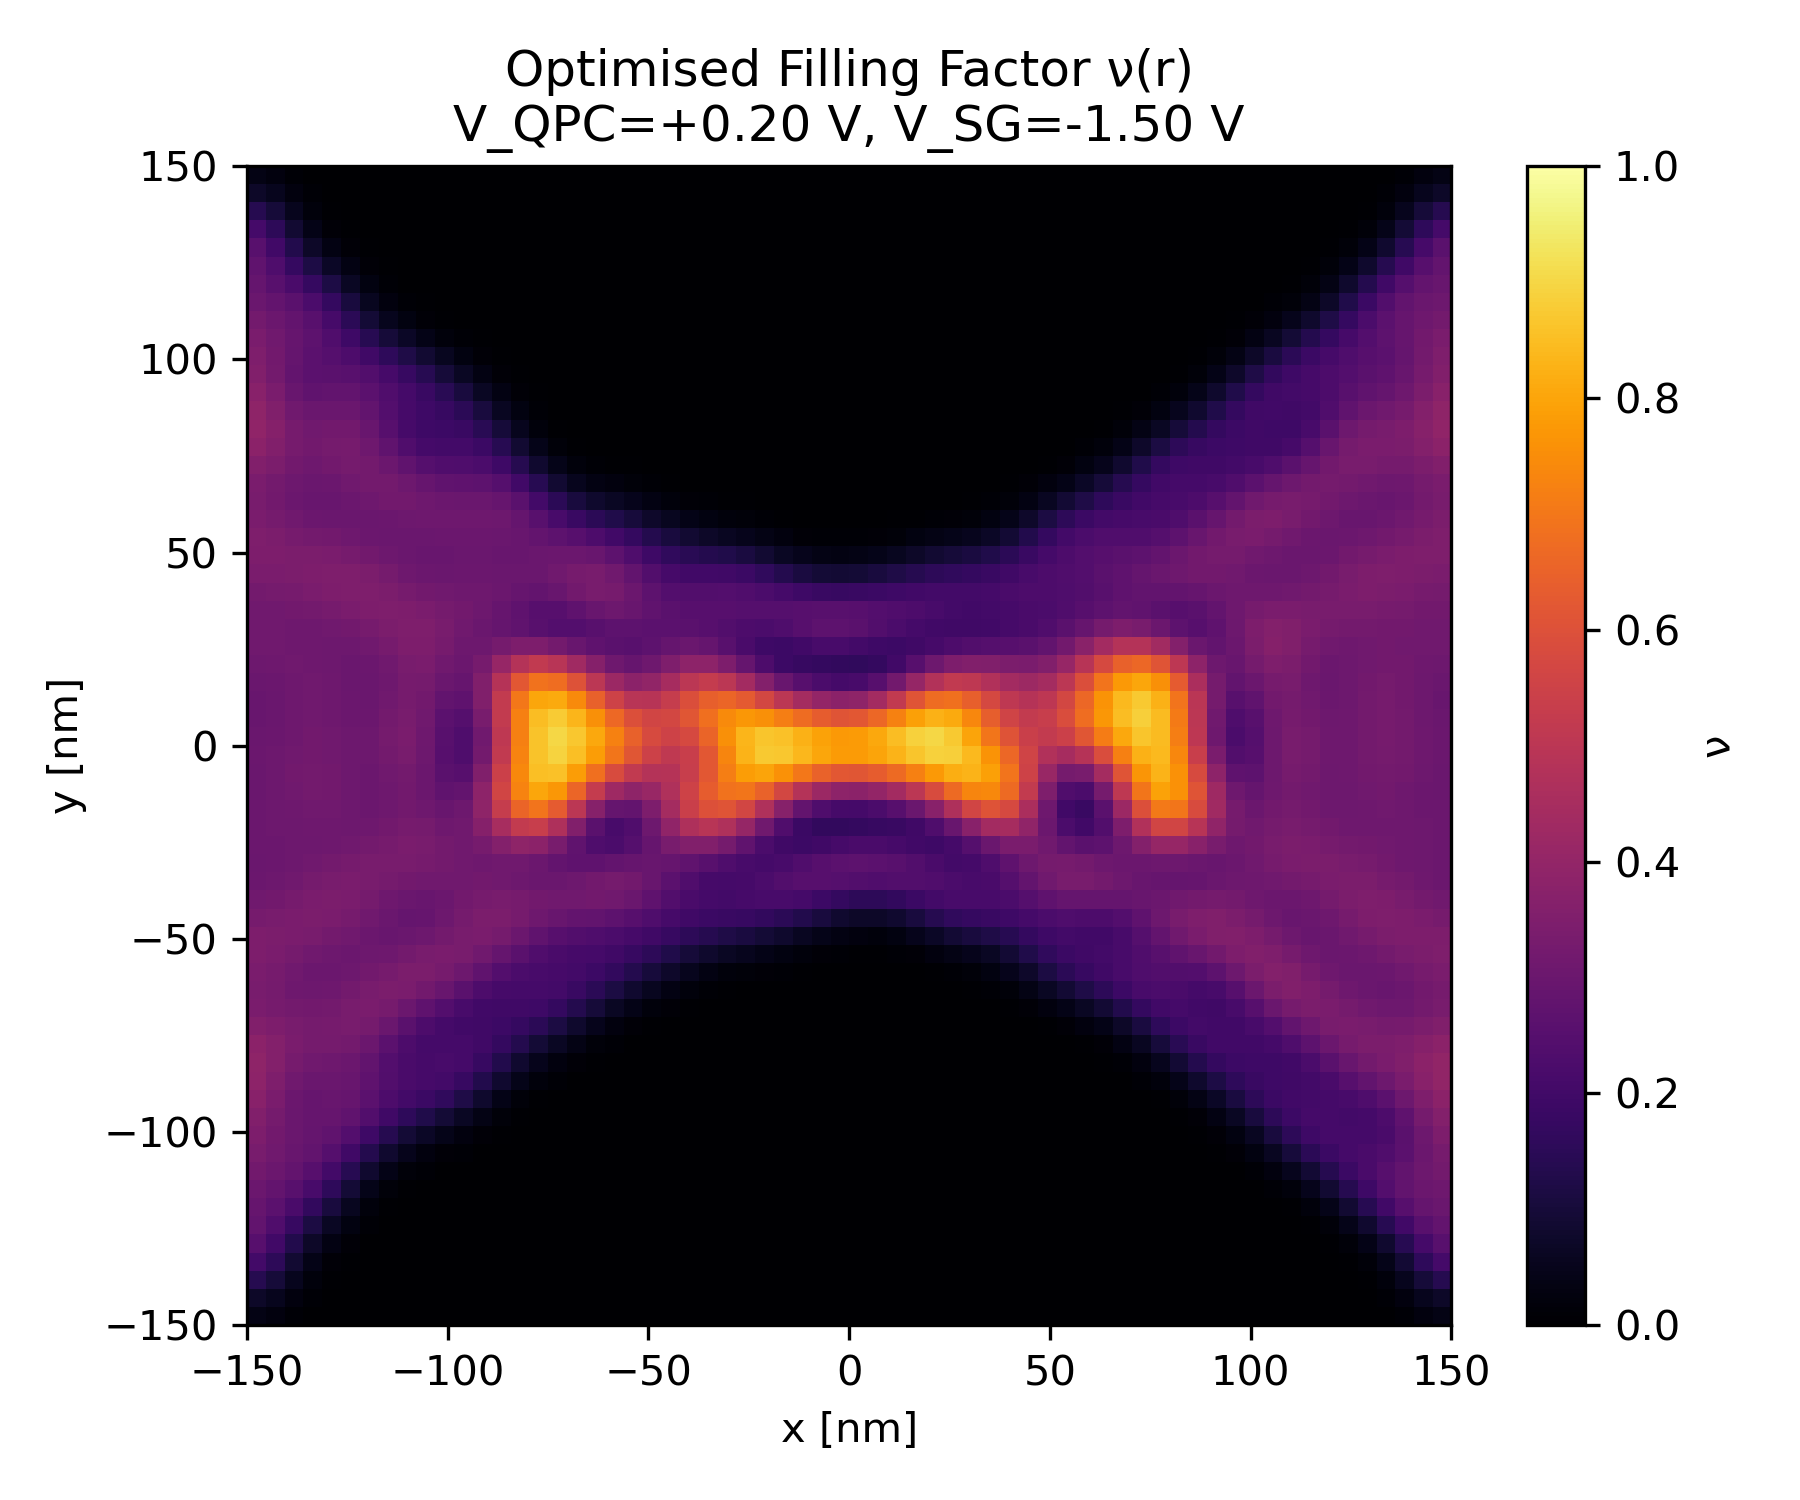 Optimised Filling Factor ν(r)
V_QPC=+0.20 V, V_SG=-1.50 V
150
100
50
0
−50
−100
−150
y [nm]
−150 −100 −50 0 50 100 150
x [nm]
1.0
0.8
0.6
0.4
0.2
0.0
ν